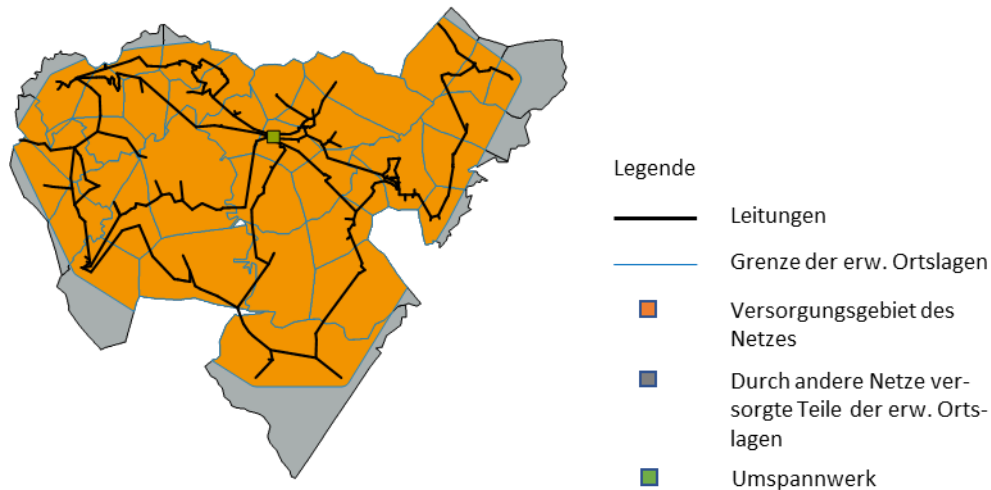 Legende
Leitungen
Grenze der erw. Ortslagen
Versorgungsgebiet des
Netzes
Durch andere Netze ver-
sorgte Teile der erw. Orts-
lagen
Umspannwerk